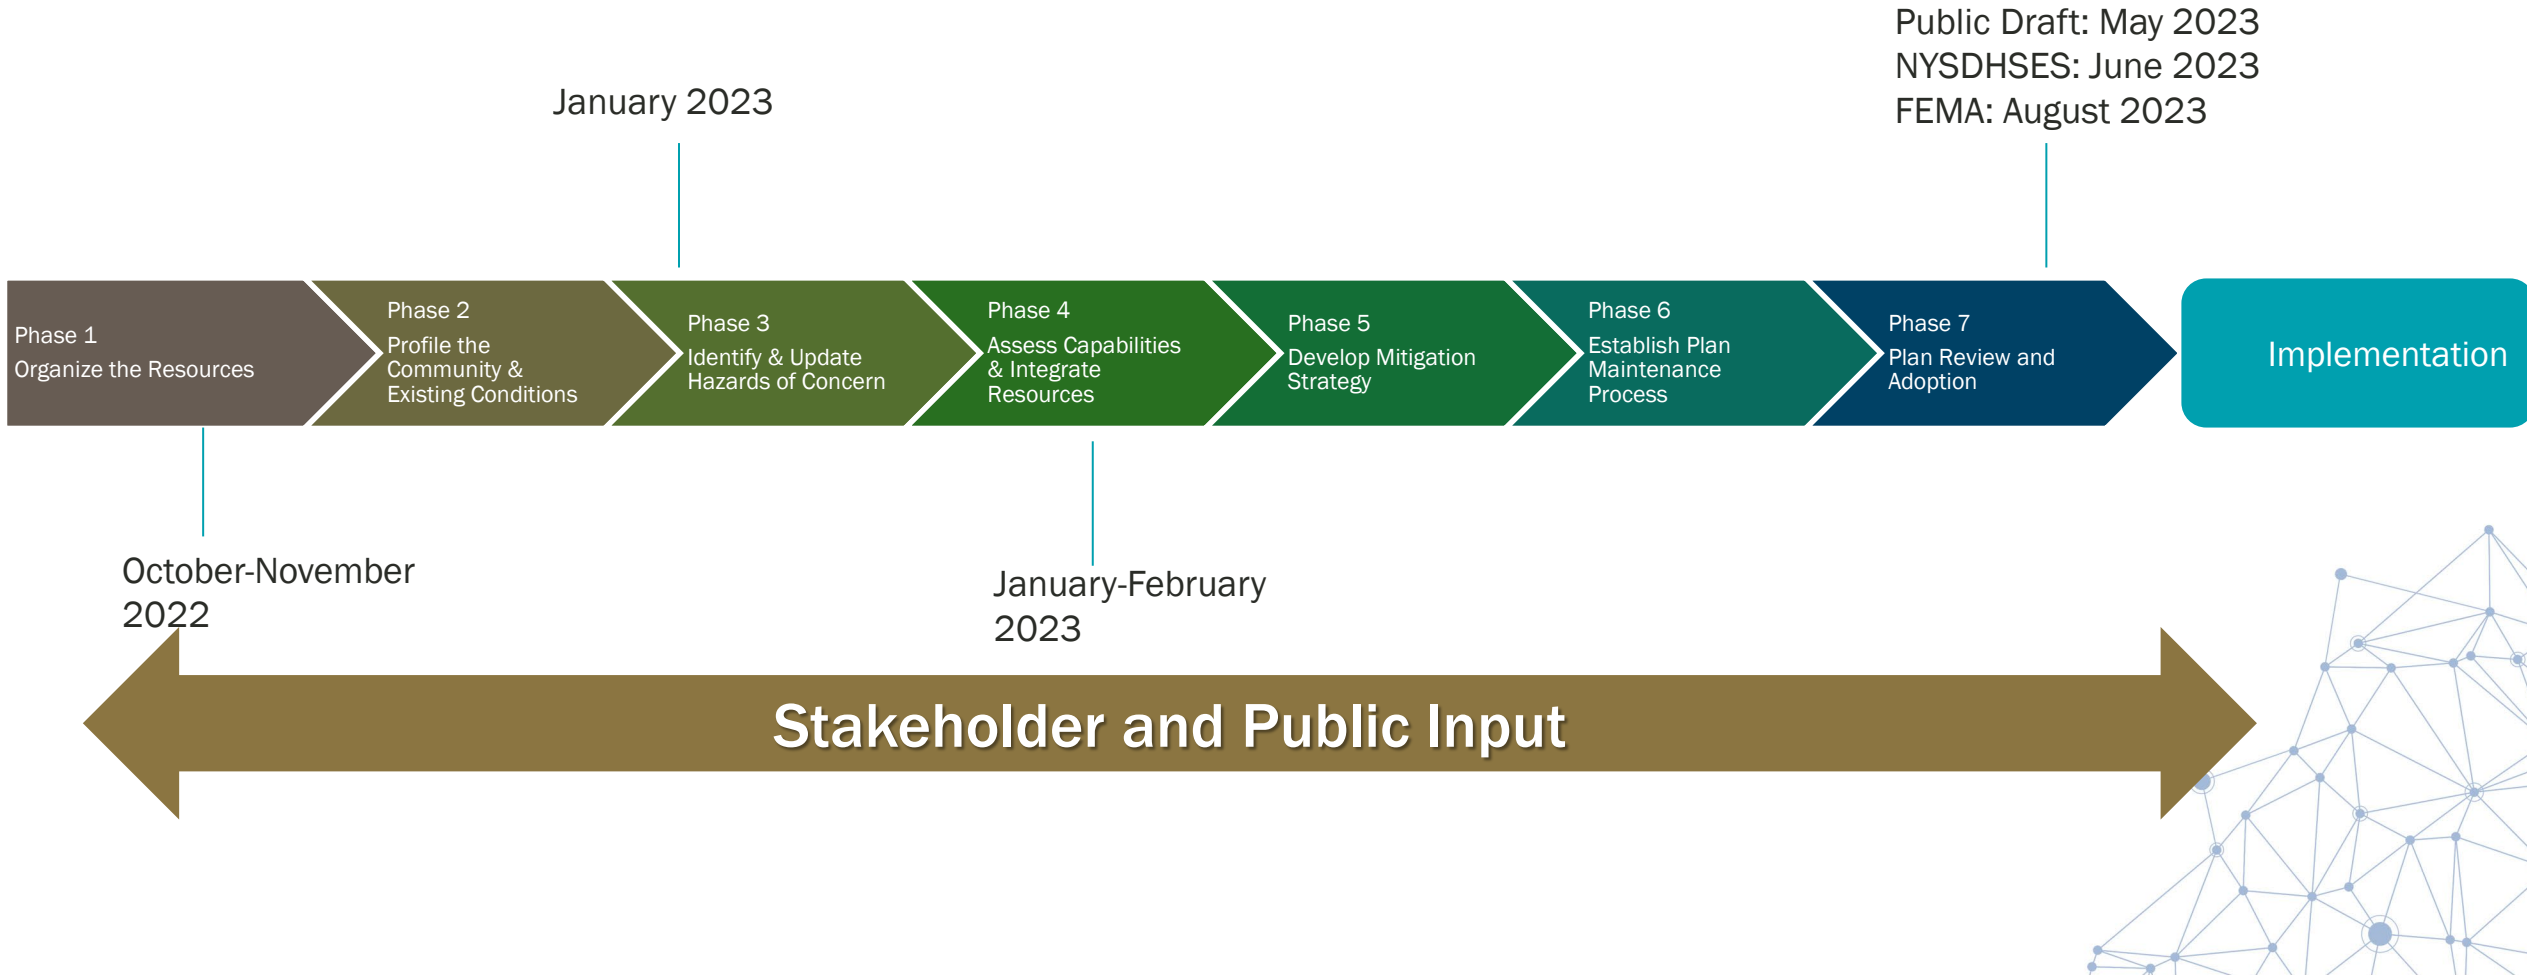 Public Draft: May 2023
NYSDHSES: June 2023
FEMA: August 2023
January 2023
Phase 1
Organize the Resources
Phase 2
Profile the
Community &
Existing Conditions
Phase 3
Identify & Update
Hazards of Concern
Phase 4
Assess Capabilities
& Integrate
Resources
Phase 5
Develop Mitigation
Strategy
Phase 6
Establish Plan
Maintenance
Process
Phase 7
Plan Review and
Adoption
Implementation
October-November
2022
January-February
2023
Stakeholder and Public Input